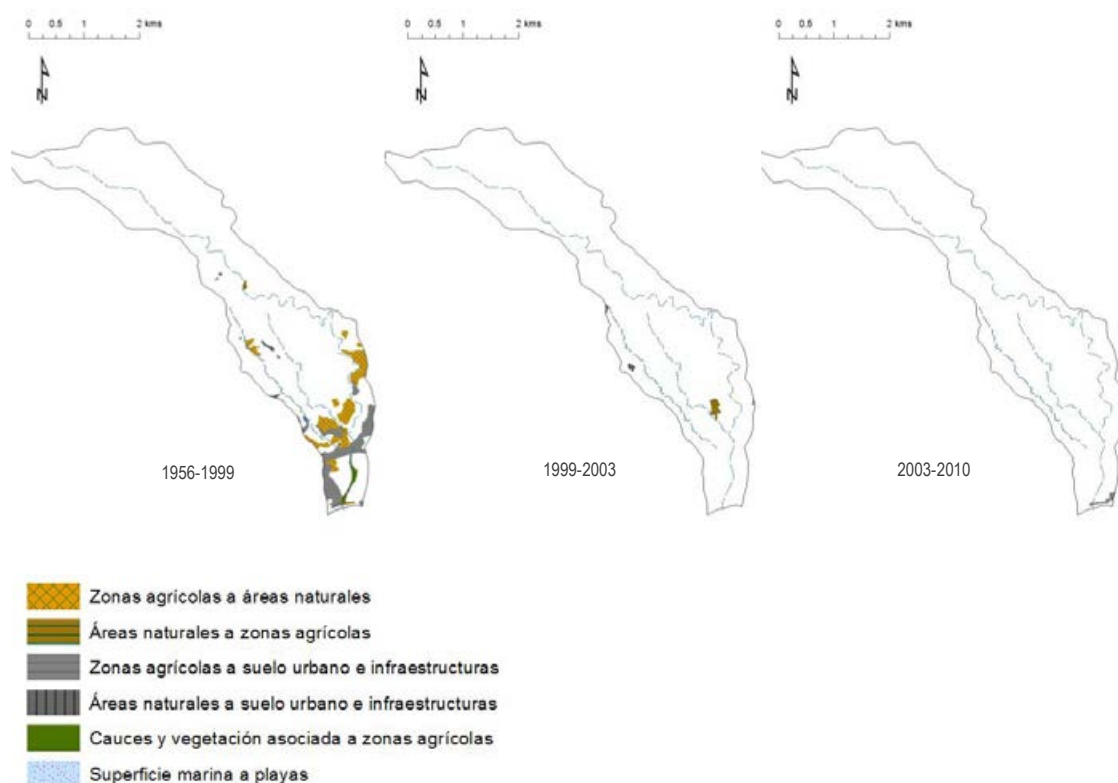 0 0.5 1 2 kms
0 0.5 1 2 kms
0 0.5 1 2 kms
N
N
N
1956-1999
1999-2003
2003-2010
Zonas agrícolas a áreas naturales
Áreas naturales a zonas agrícolas
Zonas agrícolas a suelo urbano e infraestructuras
Áreas naturales a suelo urbano e infraestructuras
Cauces y vegetación asociada a zonas agrícolas
Superficie marina a playas